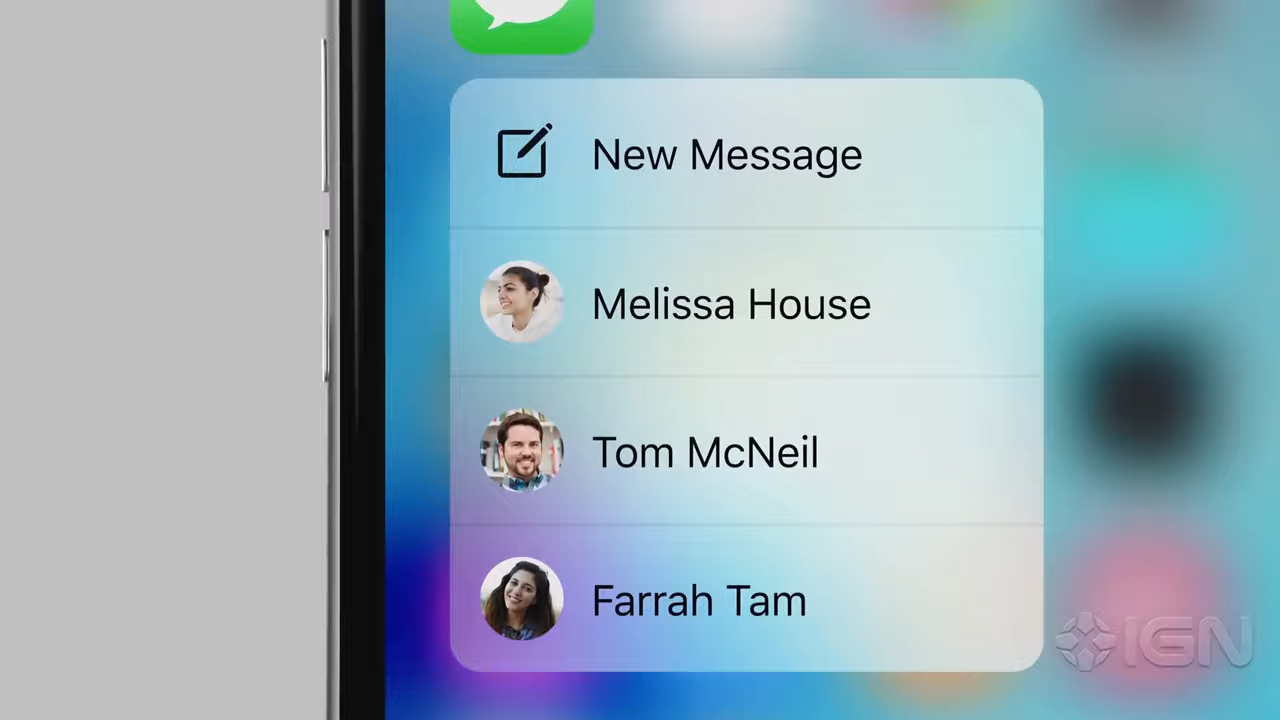 New Message
Melissa House
Tom McNeil
Farrah Tam
IGN